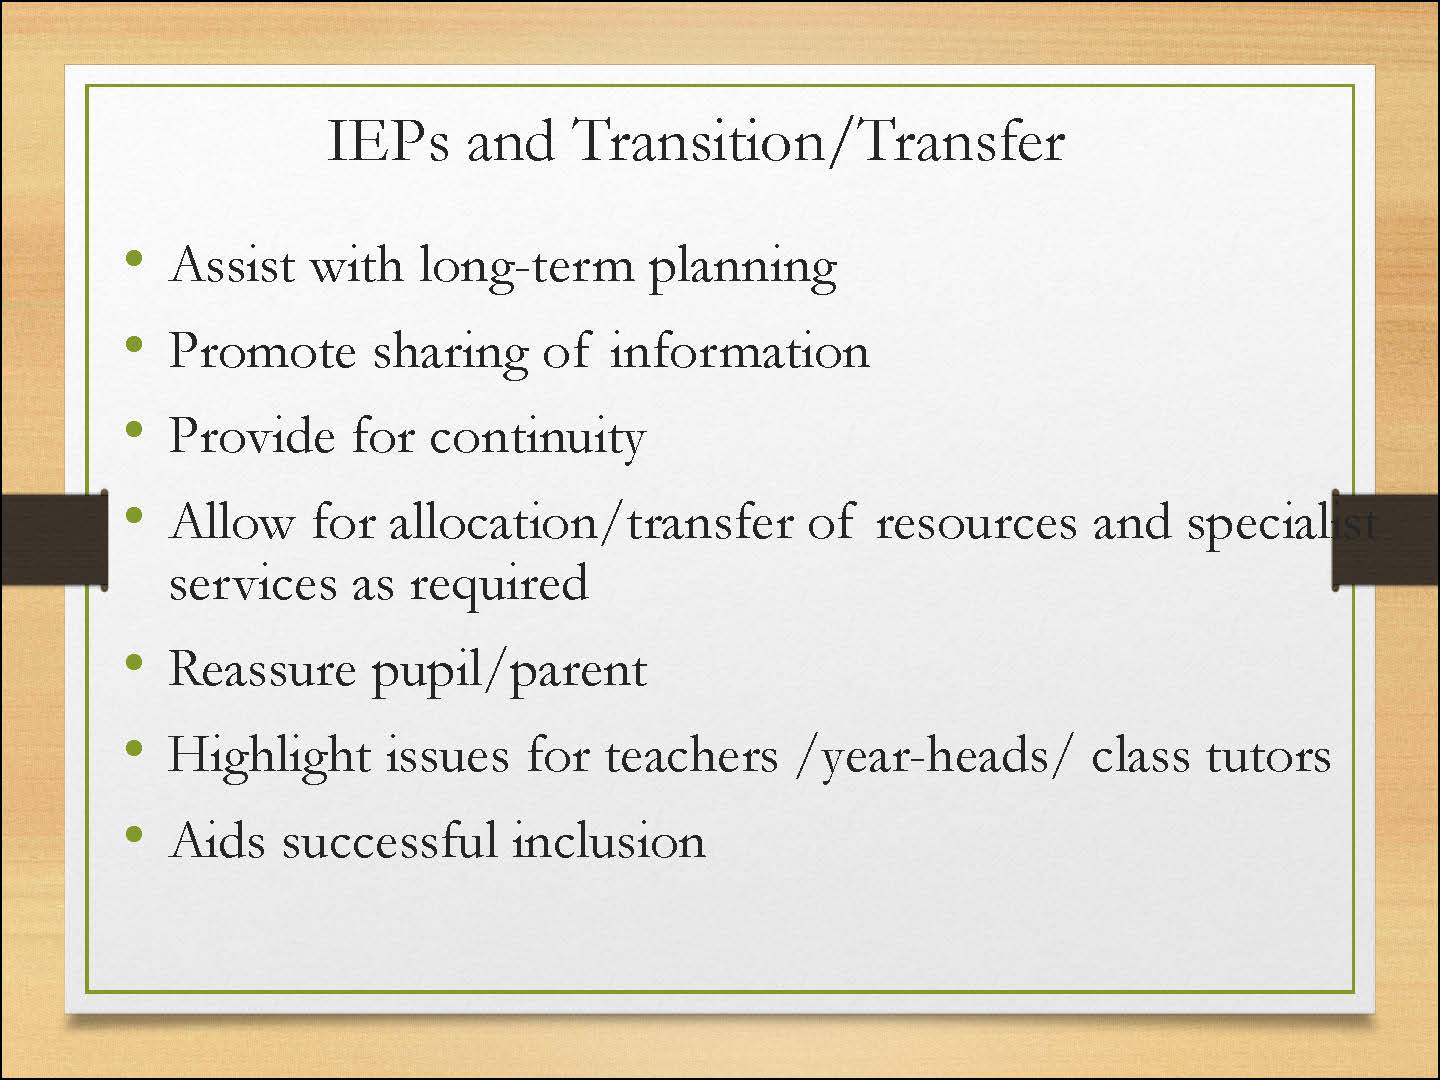 IEPs and Transition/Transfer
• Assist with long-term planning
• Promote sharing of information
• Provide for continuity
• Allow for allocation/transfer of resources and specialist
services as required
• Reassure pupil/parent
• Highlight issues for teachers /year-heads/ class tutors
• Aids successful inclusion